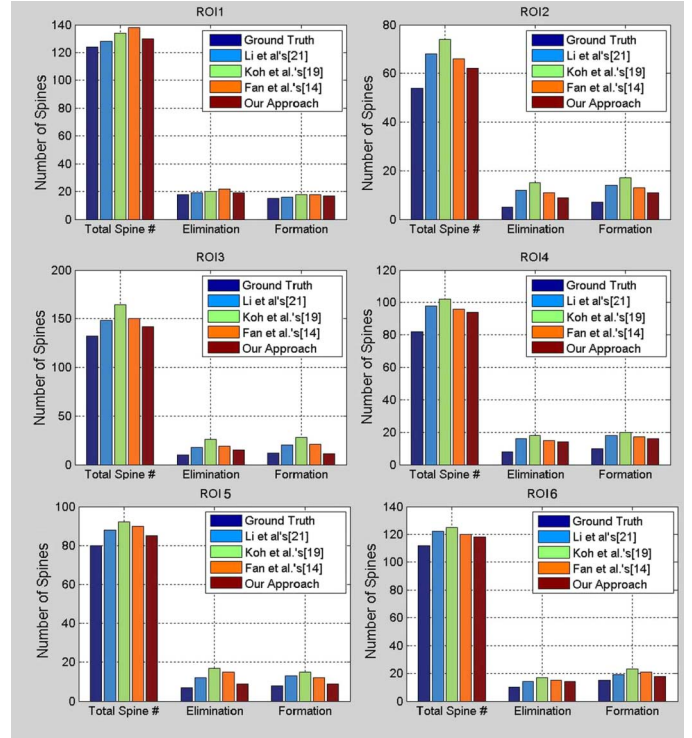 ROI1
Number of Spines
140
120
100
80
60
40
20
0
Ground Truth
Li et al's[21]
Koh et al.'s[19]
Fan et al.'s[14]
Our Approach
Total Spine # Elimination Formation
ROI2
Number of Spines
80
60
40
20
0
Ground Truth
Li et al's[21]
Koh et al.'s[19]
Fan et al.'s[14]
Our Approach
Total Spine # Elimination Formation
ROI3
Number of Spines
200
150
100
50
0
Ground Truth
Li et al's[21]
Koh et al.'s[19]
Fan et al.'s[14]
Our Approach
Total Spine # Elimination Formation
ROI4
Number of Spines
120
100
80
60
40
20
0
Ground Truth
Li et al's[21]
Koh et al.'s[19]
Fan et al.'s[14]
Our Approach
Total Spine # Elimination Formation
ROI5
Number of Spines
100
80
60
40
20
0
Ground Truth
Li et al's[21]
Koh et al.'s[19]
Fan et al.'s[14]
Our Approach
Total Spine # Elimination Formation
ROI6
Number of Spines
140
120
100
80
60
40
20
0
Ground Truth
Li et al's[21]
Koh et al.'s[19]
Fan et al.'s[14]
Our Approach
Total Spine # Elimination Formation